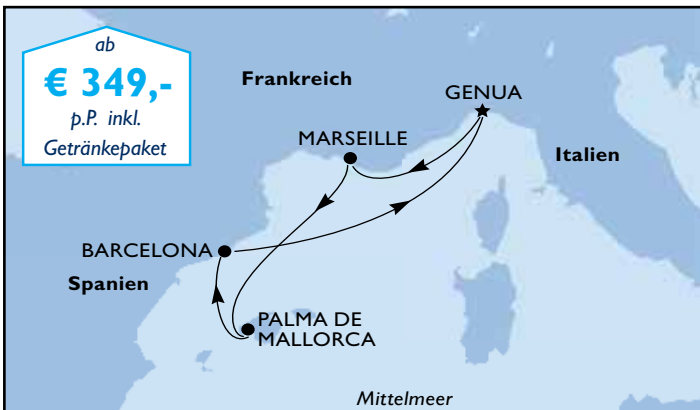 ab
€ 349,-
p.P. inkl.
Getränkepaket
Frankreich
GENUA
MARSEILLE
Italien
BARCELONA
Spanien
PALMA DE
MALLORCA
Mittelmeer